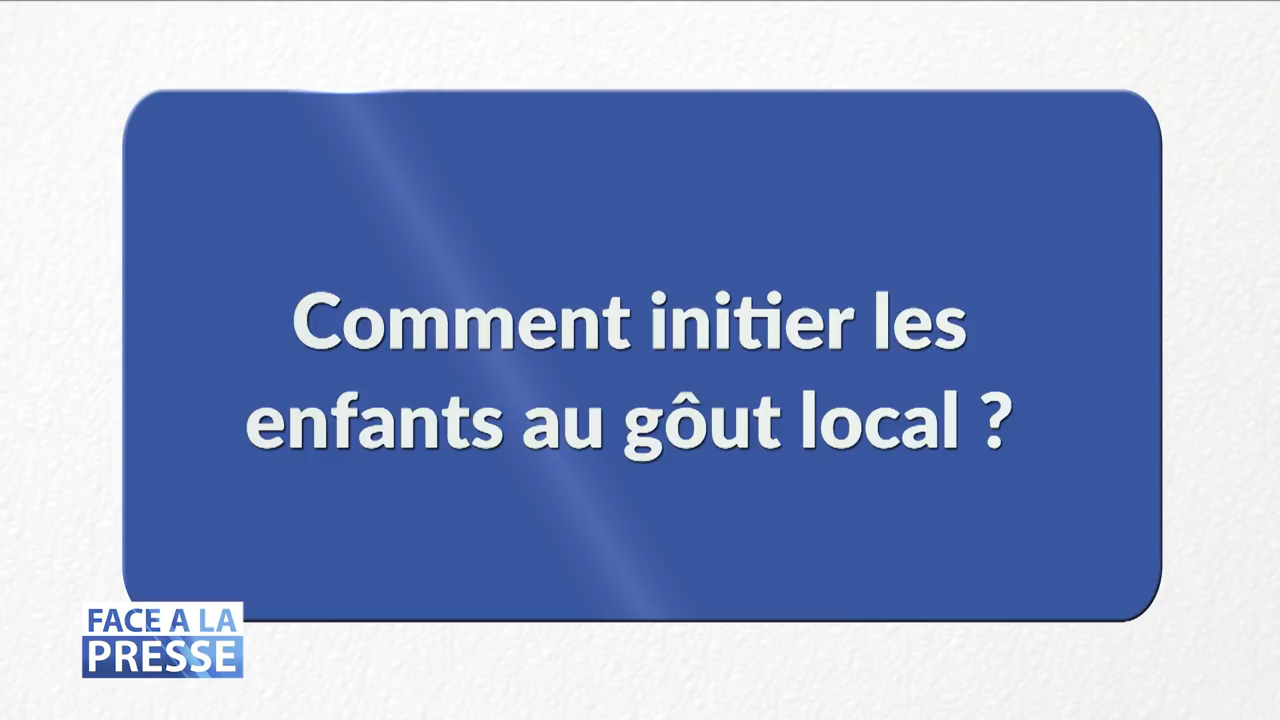 Comment initier les
enfants au gôut local ?
FACE A LA
PRESSE